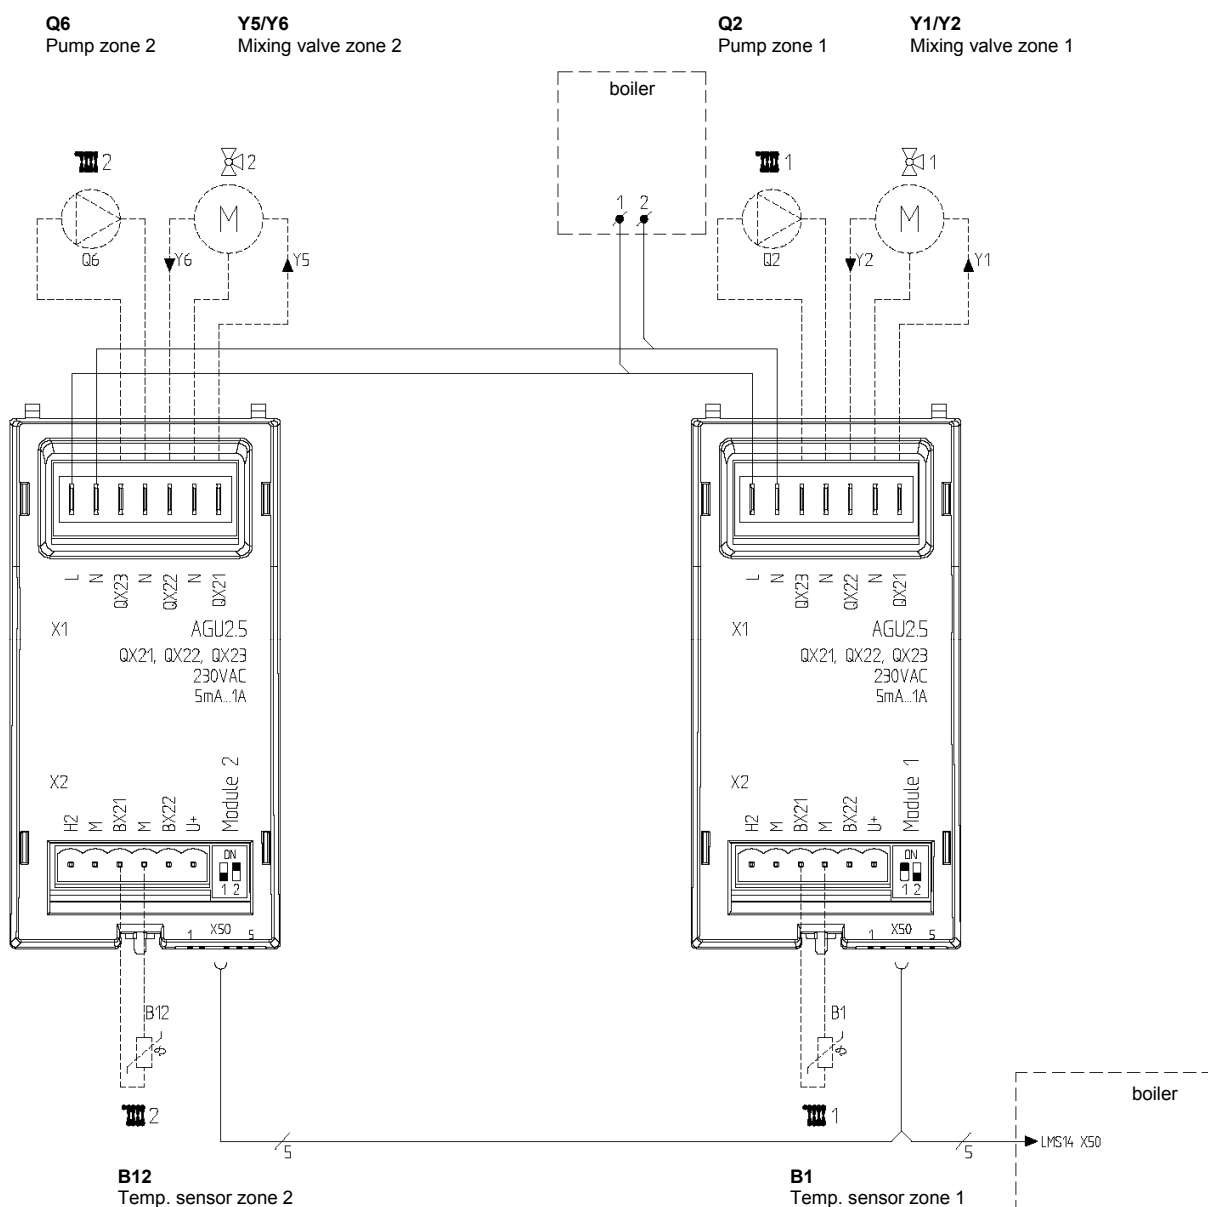 Q6 Y5/Y6 Q2 Y1/Y2
Pump zone 2 Mixing valve zone 2 Pump zone 1 Mixing valve zone 1
boiler
2 2 1 1
M M
1 2
Q6 Y6 Y5 Q2 Y2 Y1
L N QX23 N QX22 N QX21
L N QX23 N QX22 N QX21
X1 AGU2.5
QX21, QX22, QX23
230VAC
5mA...1A
X1 AGU2.5
QX21, QX22, QX23
230VAC
5mA...1A
X2
H2 M BX21 M BX22 U+ Module 2
ON
1 2
1 X50 5
X2
H2 M BX21 M BX22 U+ Module 1
ON
1 2
1 X50 5
B12 B1
ϑ ϑ
2 1
boiler
5 5 LMS14 X50
B12 B1
Temp. sensor zone 2 Temp. sensor zone 1